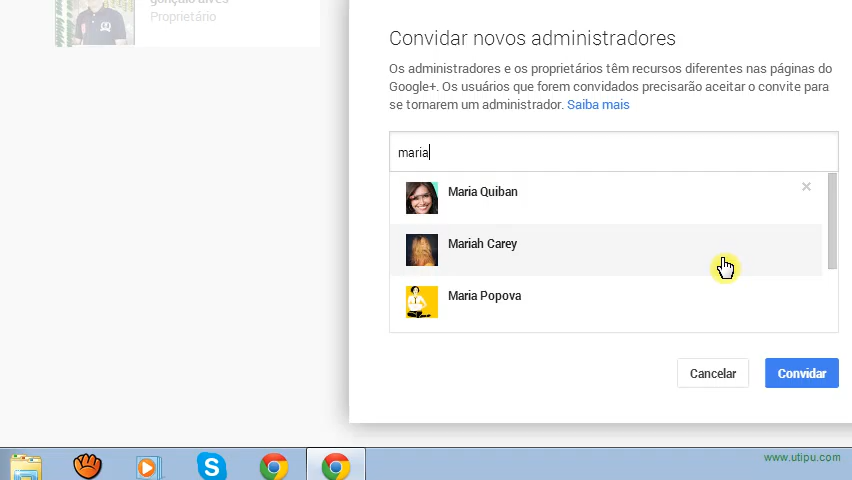 gonçalo alves
Proprietário
Convidar novos administradores
Os administradores e os proprietários têm recursos diferentes nas páginas do
Google+. Os usuários que forem convidados precisarão aceitar o convite para
se tornarem um administrador. Saiba mais
maria
Maria Quiban
Mariah Carey
Maria Popova
Cancelar
Convidar
www.utipu.com